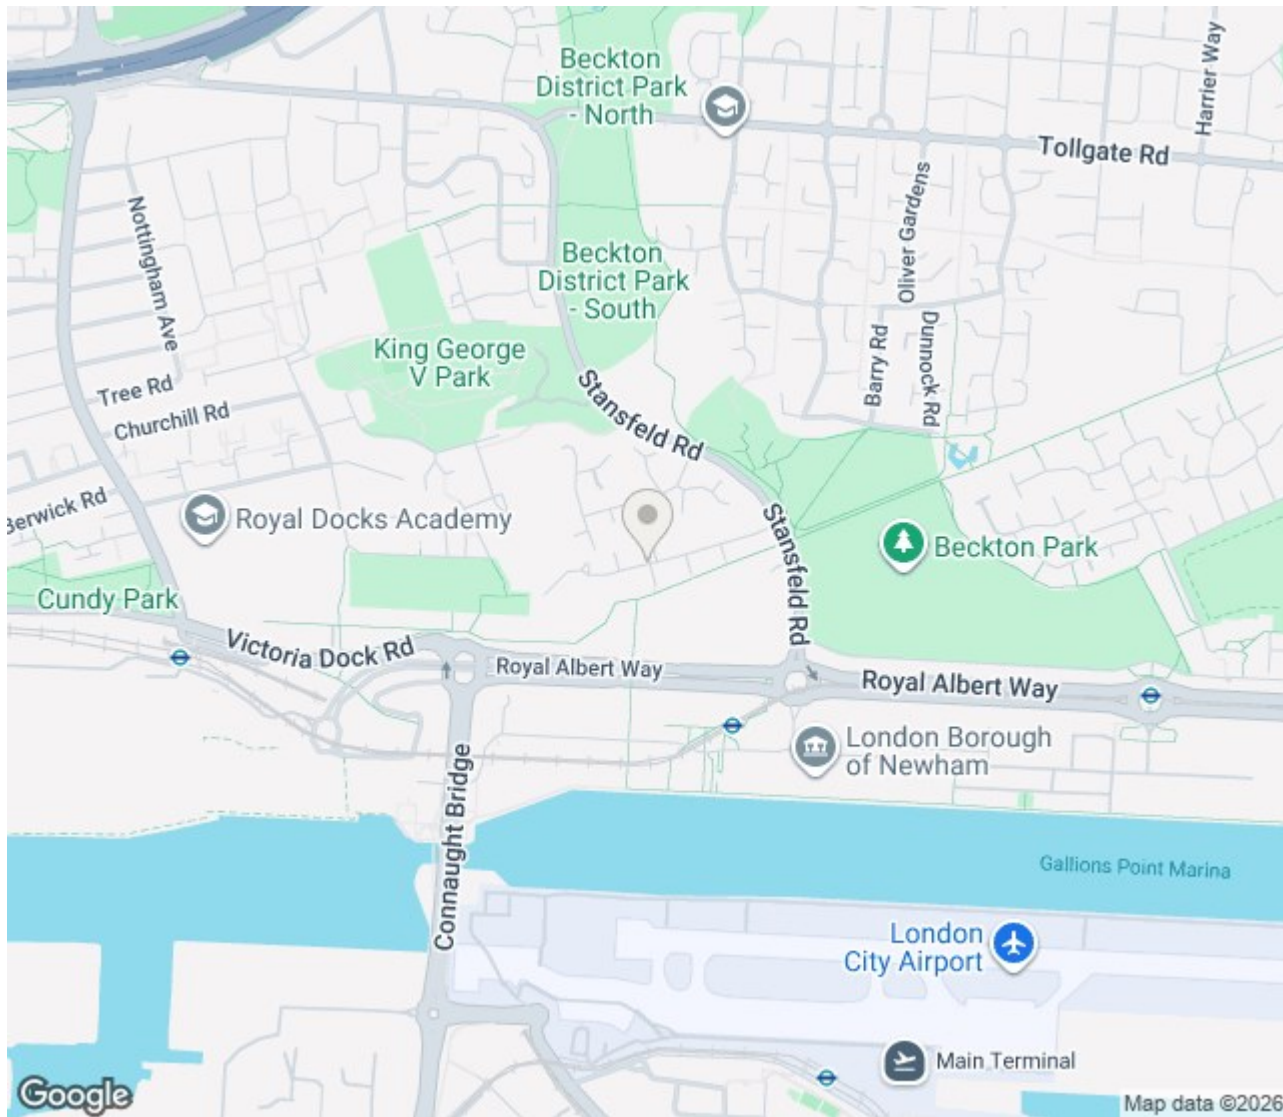 Beckton
District Park
- North
Harrier Way
Tollgate Rd
Nottingham Ave
Oliver Gardens
Beckton
District Park
- South
King George
V Park
Dunnock Rd
Barry Rd
Tree Rd
Churchill Rd
Stansfeld Rd
Berwick Rd
Royal Docks Academy
Stansfeld Rd
Beckton Park
Cundy Park
Victoria Dock Rd
Royal Albert Way
Royal Albert Way
London Borough
of Newham
Connaught Bridge
Gallions Point Marina
London
City Airport
Main Terminal
Google
Map data ©2026